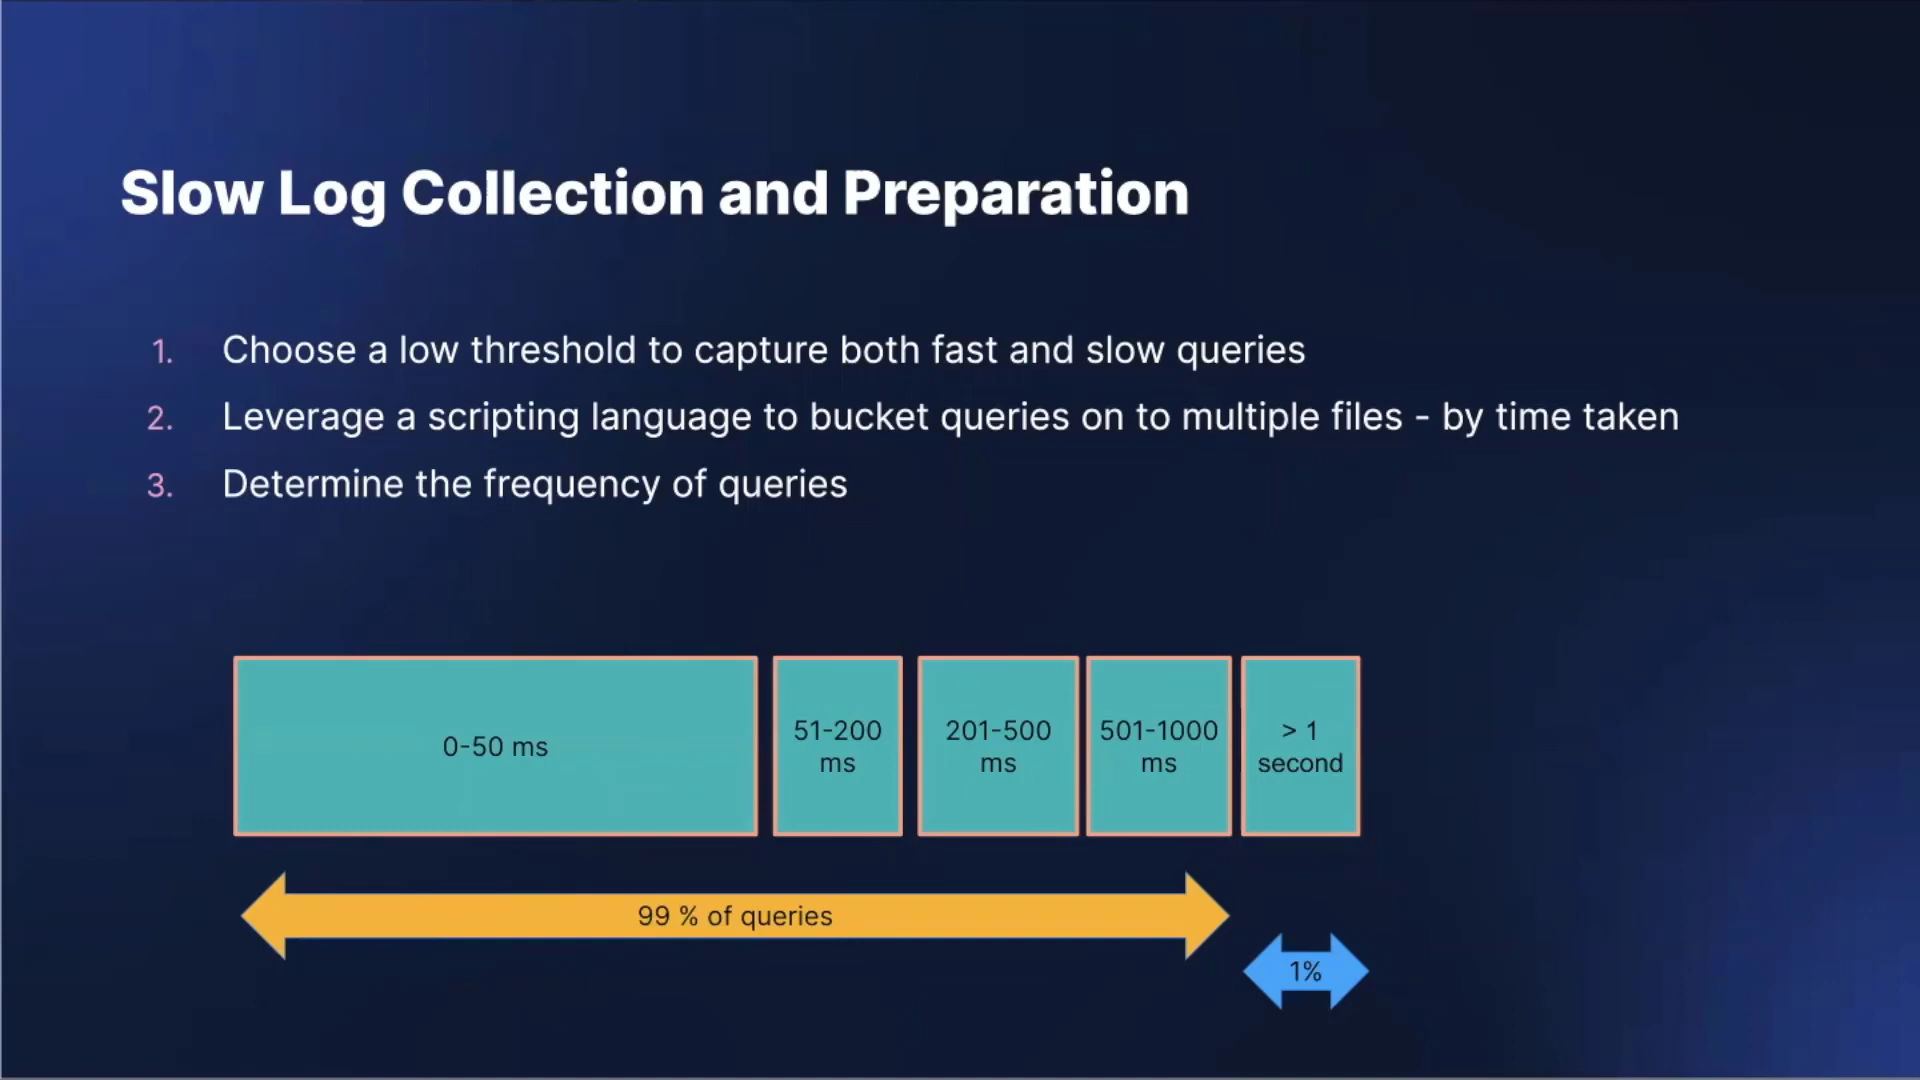 Slow Log Collection and Preparation
1. Choose a low threshold to capture both fast and slow queries
2. Leverage a scripting language to bucket queries on to multiple files - by time taken
3. Determine the frequency of queries
0-50 ms
51-200
ms
201-500
ms
501-1000
ms
> 1
second
99 % of queries
1%